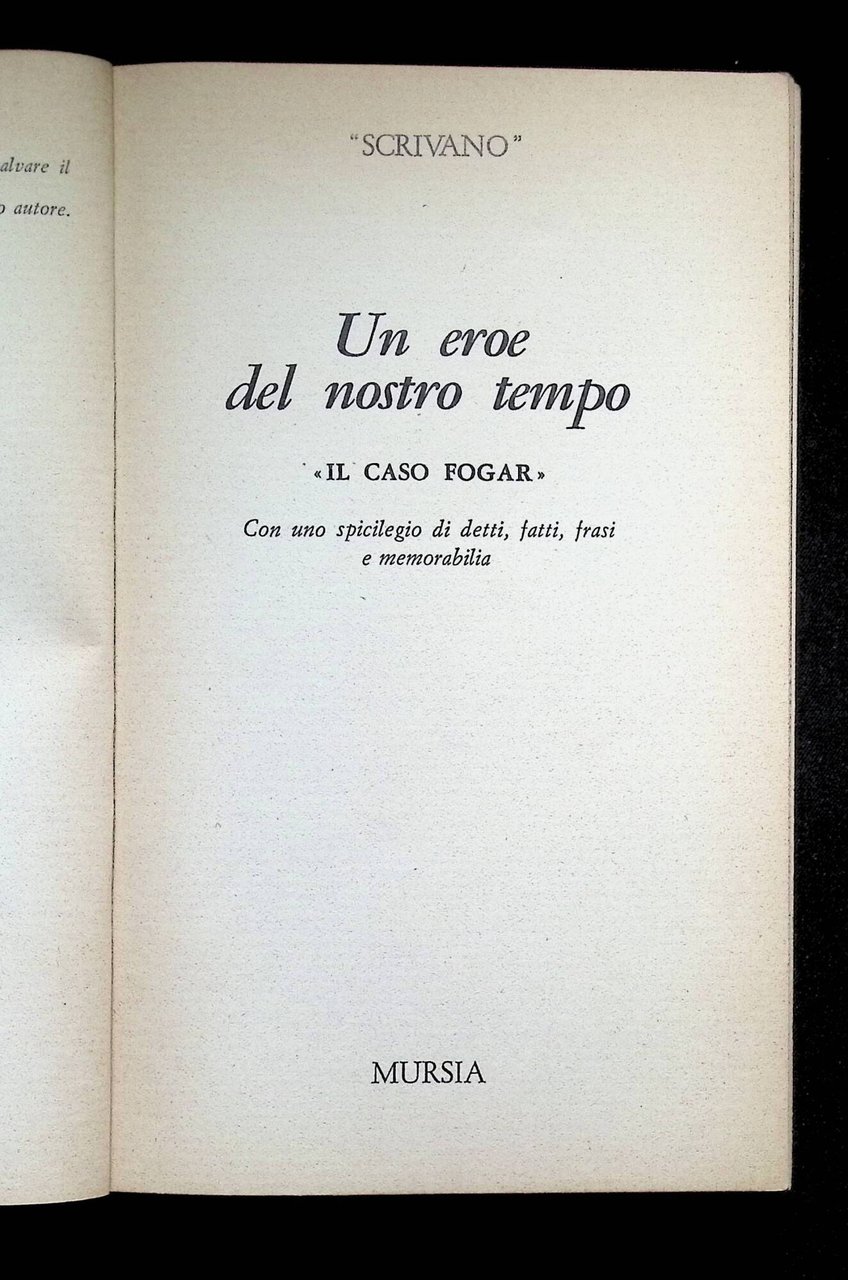 alvare il
autore.
“SCRIVANO”
Un eroe
del nostro tempo
«IL CASO FOGAR»
Con uno spicilegio di detti, fatti, frasi
e memorabilia
MURSIA